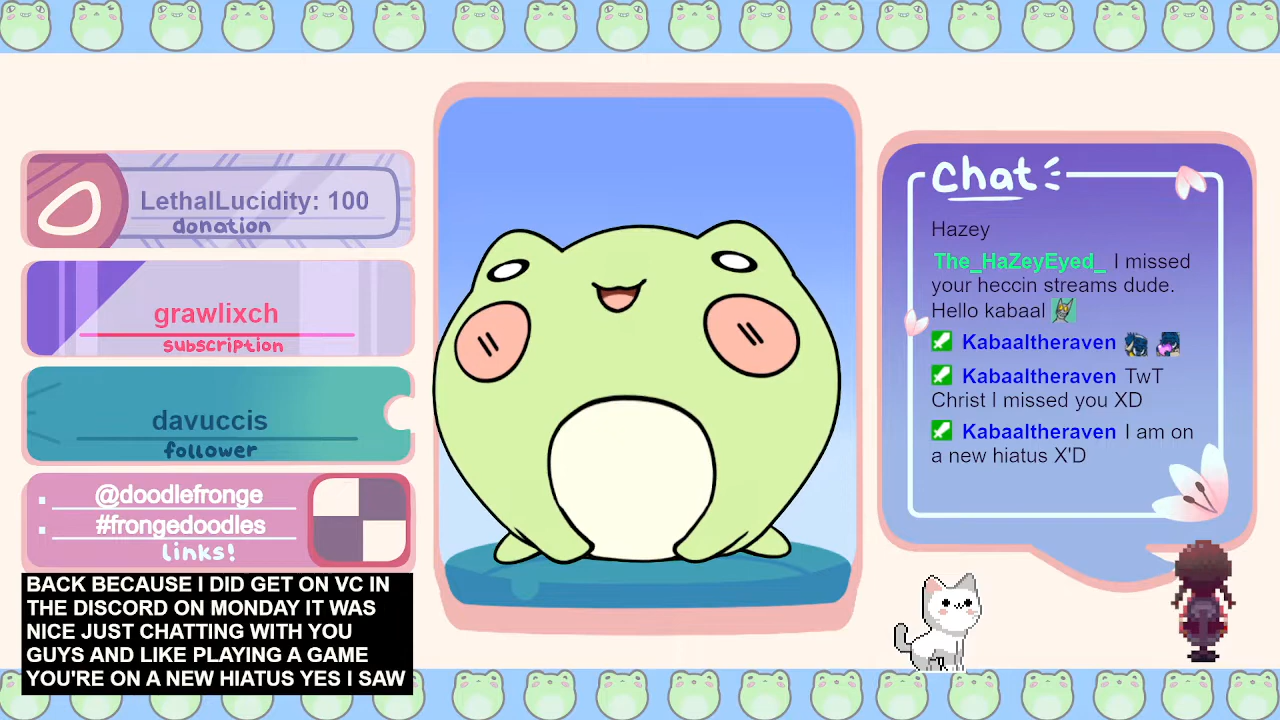 LethalLucidity: 100
donation
grawlixch
subscription
davuccis
follower
@doodlefronge
#frongedoodles
links!
BACK BECAUSE I DID GET ON VC IN
THE DISCORD ON MONDAY IT WAS
NICE JUST CHATTING WITH YOU
GUYS AND LIKE PLAYING A GAME
YOU'RE ON A NEW HIATUS YES I SAW
Chat
Hazey
The_HaZeyEyed_ I missed
your heccin streams dude.
Hello kabaal
Kabaaltheraven
Kabaaltheraven TwT
Christ I missed you XD
Kabaaltheraven I am on
a new hiatus X'D